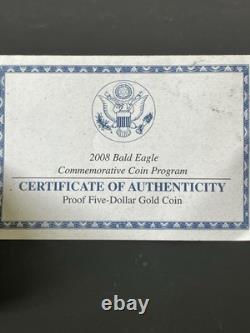 2008 Bald Eagle
Commemorative Coin Program
CERTIFICATE OF AUTHENTICITY
Proof Five-Dollar Gold Coin